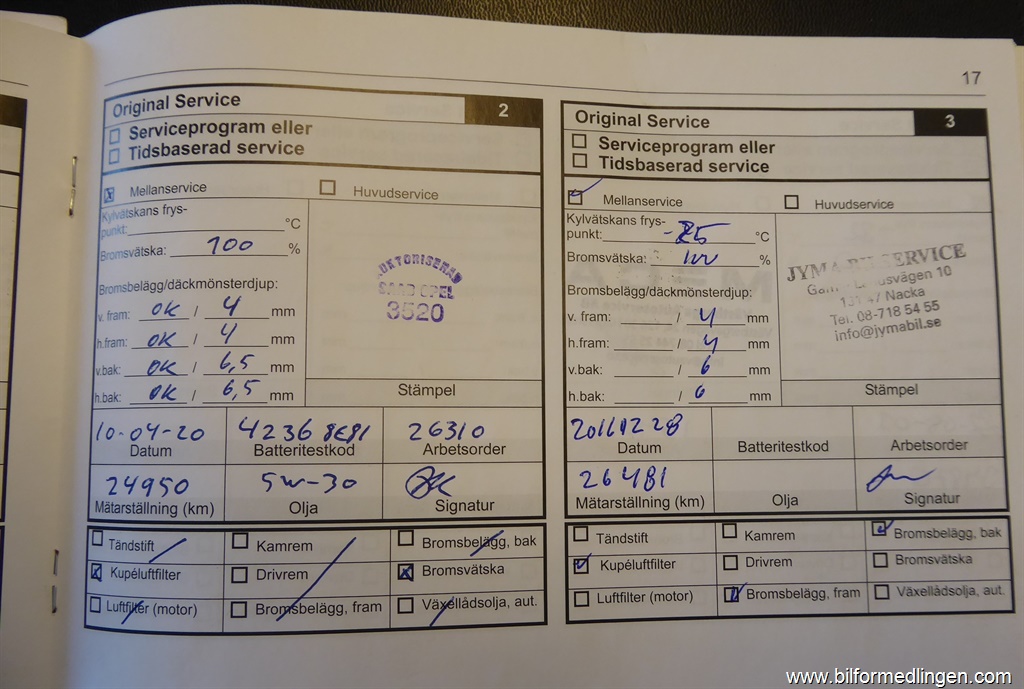 17
Original Service 2
Serviceprogram eller
Tidsbaserad service
Mellanservice Huvudservice
Kylvätskans frys-
punkt: °C
Bromsvätska: 100 %
Bromsbelägg/däckmönsterdjup:
v. fram: OK / 4 mm
h.fram: OK / 4 mm
v.bak: OK / 6,5 mm
h.bak: OK / 6,5 mm
AUKTORISERAD
SAAB OPEL
3520
Stämpel
10-04-20 26310
Datum Batteritestkod Arbetsorder
24950 5W-30
Mätarställning (km) Olja Signatur
Tändstift Kamrem Bromsbelägg, bak
Kupéluftfilter Drivrem Bromsvätska
Luftfilter (motor) Bromsbelägg, fram Växellådsolja, aut.
Original Service 3
Serviceprogram eller
Tidsbaserad service
Mellanservice Huvudservice
Kylvätskans frys-
punkt: °C
Bromsvätska: 100 %
Bromsbelägg/däckmönsterdjup:
v. fram: / 4 mm
h.fram: / 4 mm
v.bak: / 6 mm
h.bak: / 6 mm
JYMA BILSERVICE
10
Nacka
Tel. 08-718 54 55
info@jymabil.se
Stämpel
20111228
Datum Batteritestkod Arbetsorder
26481
Mätarställning (km) Olja Signatur
Tändstift Kamrem Bromsbelägg, bak
Kupéluftfilter Drivrem Bromsvätska
Luftfilter (motor) Bromsbelägg, fram Växellådsolja, aut.
www.bilformedlingen.com